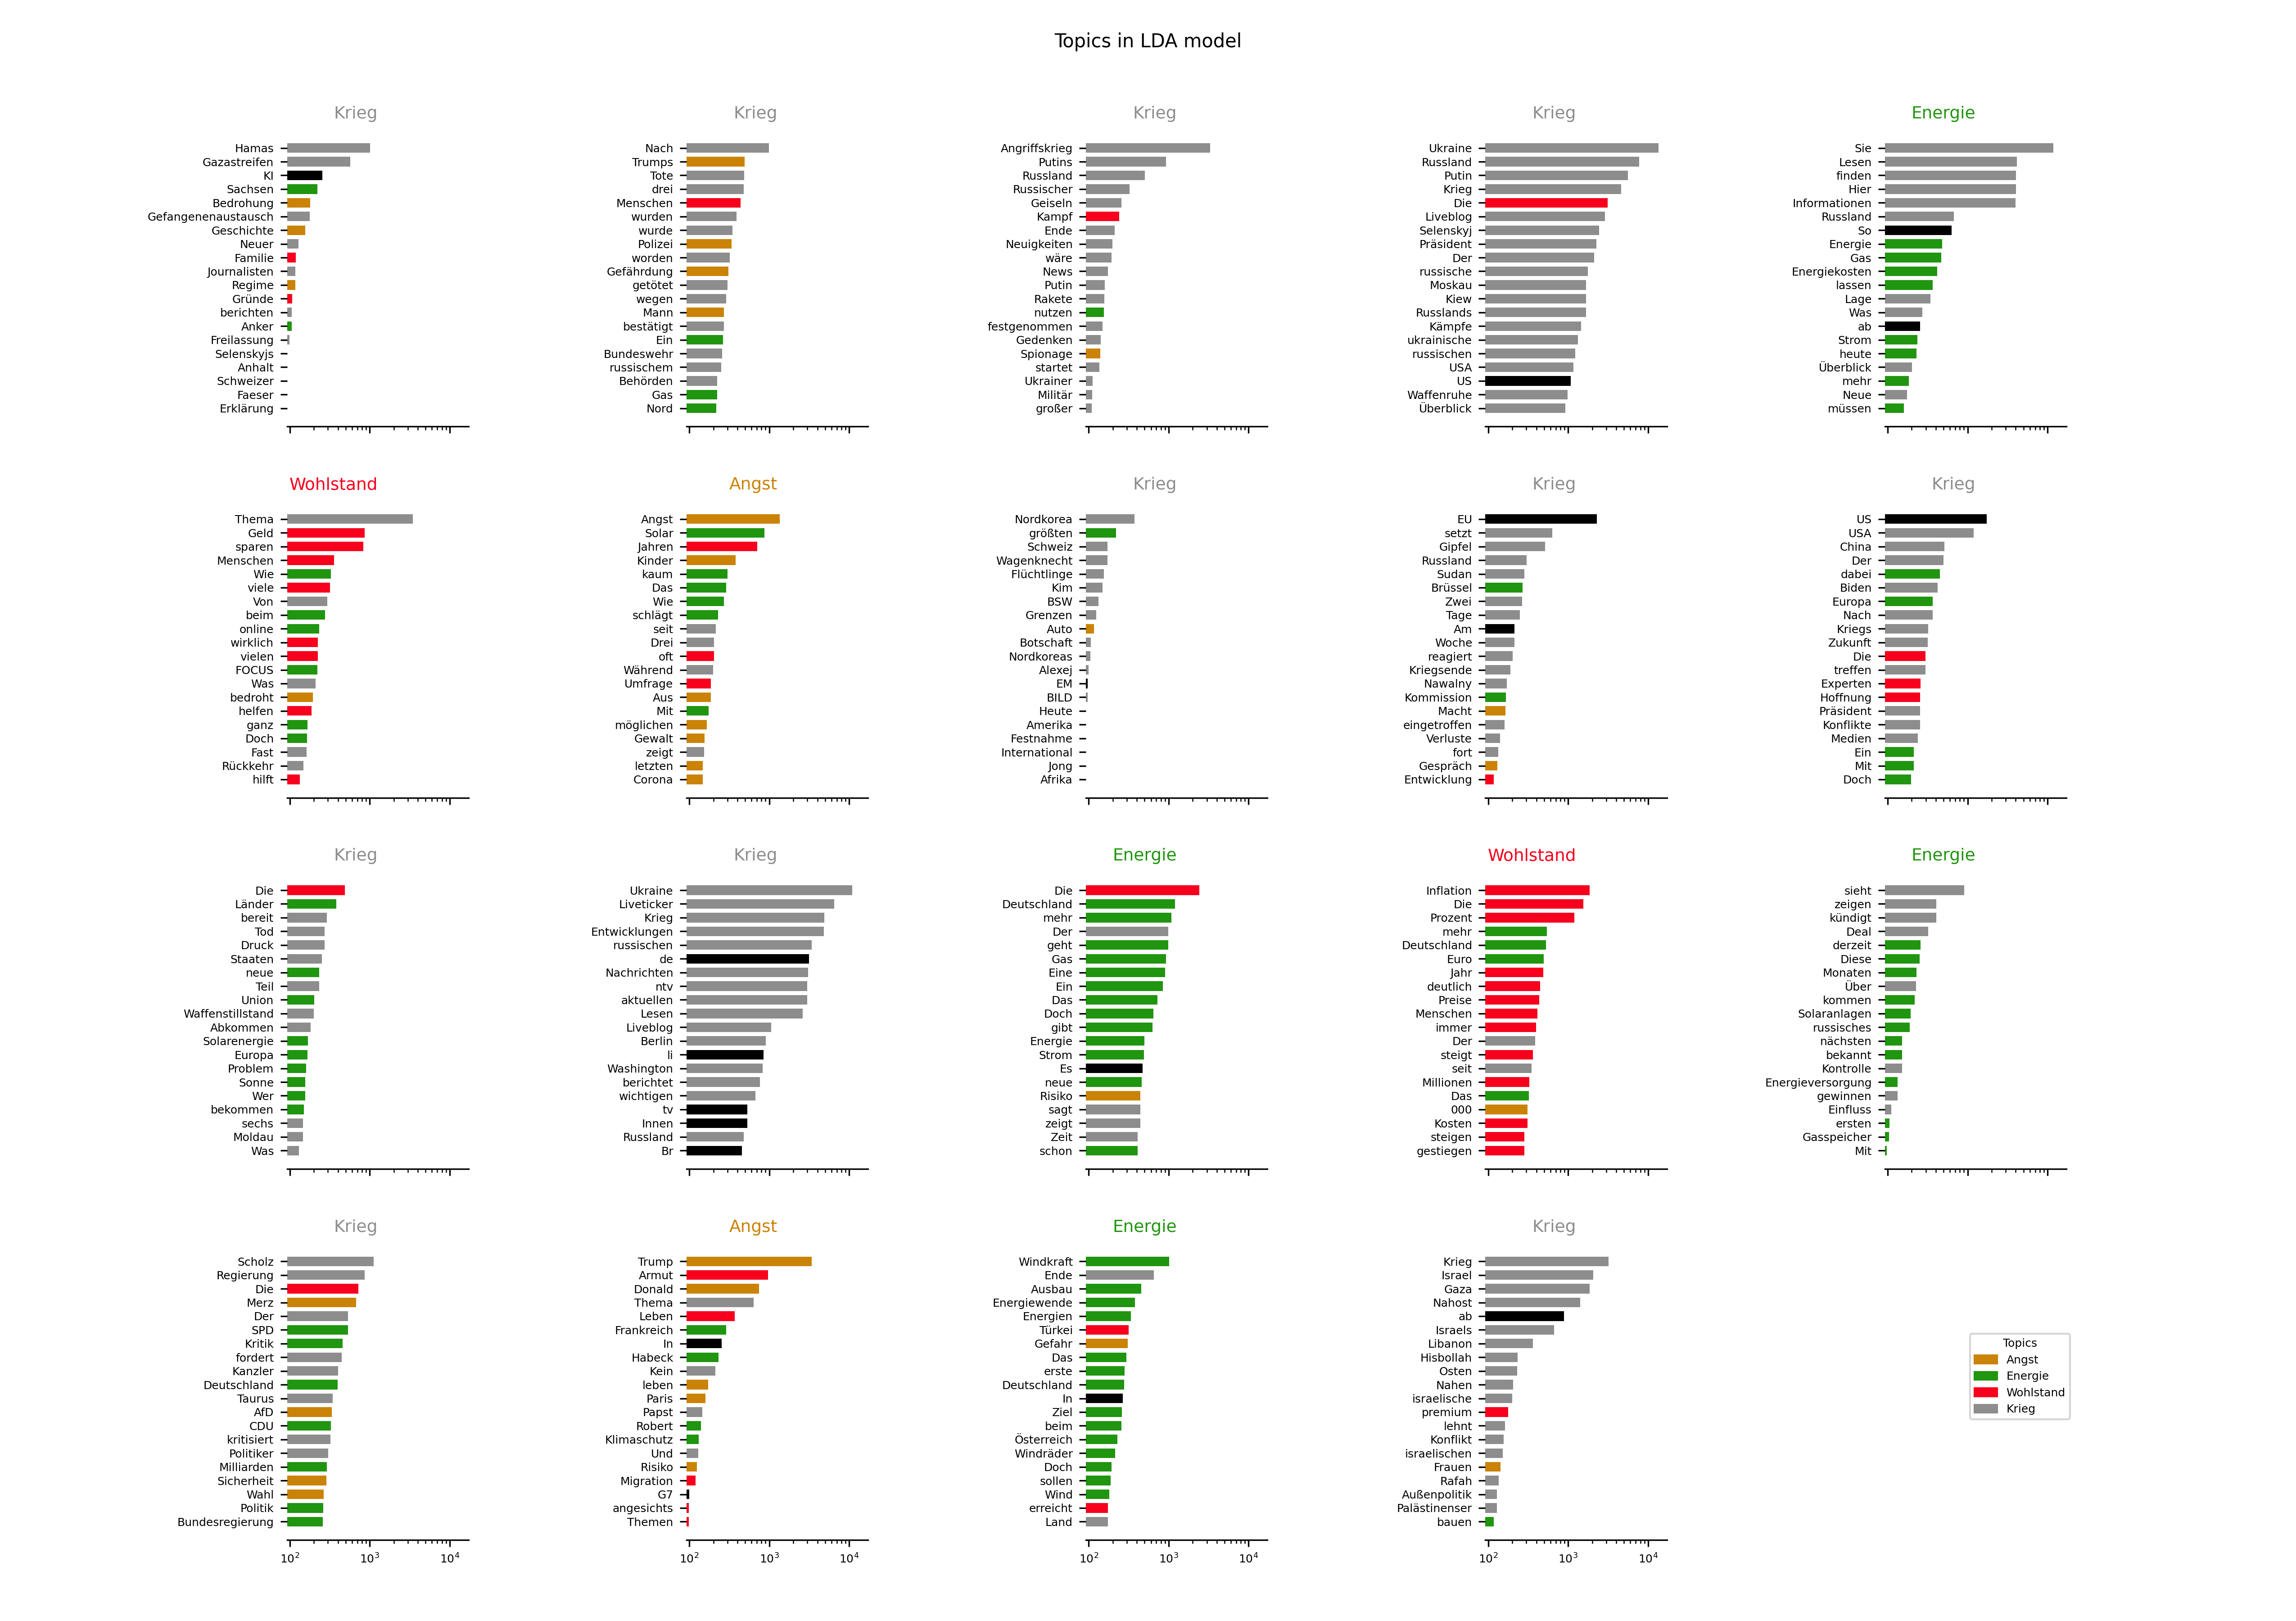 Topics in LDA model
Krieg
Hamas
Gazastreifen
KI
Sachsen
Bedrohung
Gefangenenaustausch
Geschichte
Neuer
Familie
Journalisten
Regime
Gründe
berichten
Anker
Freilassung
Selenskyjs
Anhalt
Schweizer
Faeser
Erklärung
Krieg
Nach
Trumps
Tote
drei
Menschen
wurden
wurde
Polizei
worden
Gefährdung
getötet
wegen
Mann
bestätigt
Ein
Bundeswehr
russischem
Behörden
Gas
Nord
Krieg
Angriffskrieg
Putins
Russland
Russischer
Geiseln
Kampf
Ende
Neuigkeiten
wäre
News
Putin
Rakete
nutzen
festgenommen
Gedenken
Spionage
startet
Ukrainer
Militär
großer
Krieg
Ukraine
Russland
Putin
Krieg
Die
Liveblog
Selenskyj
Präsident
Der
russische
Moskau
Kiew
Russlands
Kämpfe
ukrainische
russischen
USA
US
Waffenruhe
Überblick
Energie
Sie
Lesen
finden
Hier
Informationen
Russland
So
Energie
Gas
Energiekosten
lassen
Lage
Was
ab
Strom
heute
Überblick
mehr
Neue
müssen
Wohlstand
Thema
Geld
sparen
Menschen
Wie
viele
Von
beim
online
wirklich
vielen
FOCUS
Was
bedroht
helfen
ganz
Doch
Fast
Rückkehr
hilft
Angst
Angst
Solar
Jahren
Kinder
kaum
Das
Wie
schlägt
seit
Drei
oft
Während
Umfrage
Aus
Mit
möglichen
Gewalt
zeigt
letzten
Corona
Krieg
Nordkorea
größten
Schweiz
Wagenknecht
Flüchtlinge
Kim
BSW
Grenzen
Auto
Botschaft
Nordkoreas
Alexej
EM
BILD
Heute
Amerika
Festnahme
International
Jong
Afrika
Krieg
EU
setzt
Gipfel
Russland
Sudan
Brüssel
Zwei
Tage
Am
Woche
reagiert
Kriegsende
Nawalny
Kommission
Macht
eingetroffen
Verluste
fort
Gespräch
Entwicklung
Krieg
US
USA
China
Der
dabei
Biden
Europa
Nach
Kriegs
Zukunft
Die
treffen
Experten
Hoffnung
Präsident
Konflikte
Medien
Ein
Mit
Doch
Krieg
Die
Länder
bereit
Tod
Druck
Staaten
neue
Teil
Union
Waffenstillstand
Abkommen
Solarenergie
Europa
Problem
Sonne
Wer
bekommen
sechs
Moldau
Was
Krieg
Ukraine
Liveticker
Krieg
Entwicklungen
russischen
de
Nachrichten
ntv
aktuellen
Lesen
Liveblog
Berlin
li
Washington
berichtet
wichtigen
tv
Innen
Russland
Br
Energie
Die
Deutschland
mehr
Der
geht
Gas
Eine
Ein
Das
Doch
gibt
Energie
Strom
Es
neue
Risiko
sagt
zeigt
Zeit
schon
Wohlstand
Inflation
Die
Prozent
mehr
Deutschland
Euro
Jahr
deutlich
Preise
Menschen
immer
Der
steigt
seit
Millionen
Das
000
Kosten
steigen
gestiegen
Energie
sieht
zeigen
kündigt
Deal
derzeit
Diese
Monaten
Über
kommen
Solaranlagen
russisches
nächsten
bekannt
Kontrolle
Energieversorgung
gewinnen
Einfluss
ersten
Gasspeicher
Mit
Krieg
Scholz
Regierung
Die
Merz
Der
SPD
Kritik
fordert
Kanzler
Deutschland
Taurus
AfD
CDU
kritisiert
Politiker
Milliarden
Sicherheit
Wahl
Politik
Bundesregierung
10² 10³ 10⁴
Angst
Trump
Armut
Donald
Thema
Leben
Frankreich
In
Habeck
Kein
leben
Paris
Papst
Robert
Klimaschutz
Und
Risiko
Migration
G7
angesichts
Themen
10² 10³ 10⁴
Energie
Windkraft
Ende
Ausbau
Energiewende
Energien
Türkei
Gefahr
Das
erste
Deutschland
In
Ziel
beim
Österreich
Windräder
Doch
sollen
Wind
erreicht
Land
10² 10³ 10⁴
Krieg
Krieg
Israel
Gaza
Nahost
ab
Israels
Libanon
Hisbollah
Osten
Nahen
israelische
premium
lehnt
Konflikt
israelischen
Frauen
Rafah
Außenpolitik
Palästinenser
bauen
10² 10³ 10⁴
Topics
Angst
Energie
Wohlstand
Krieg